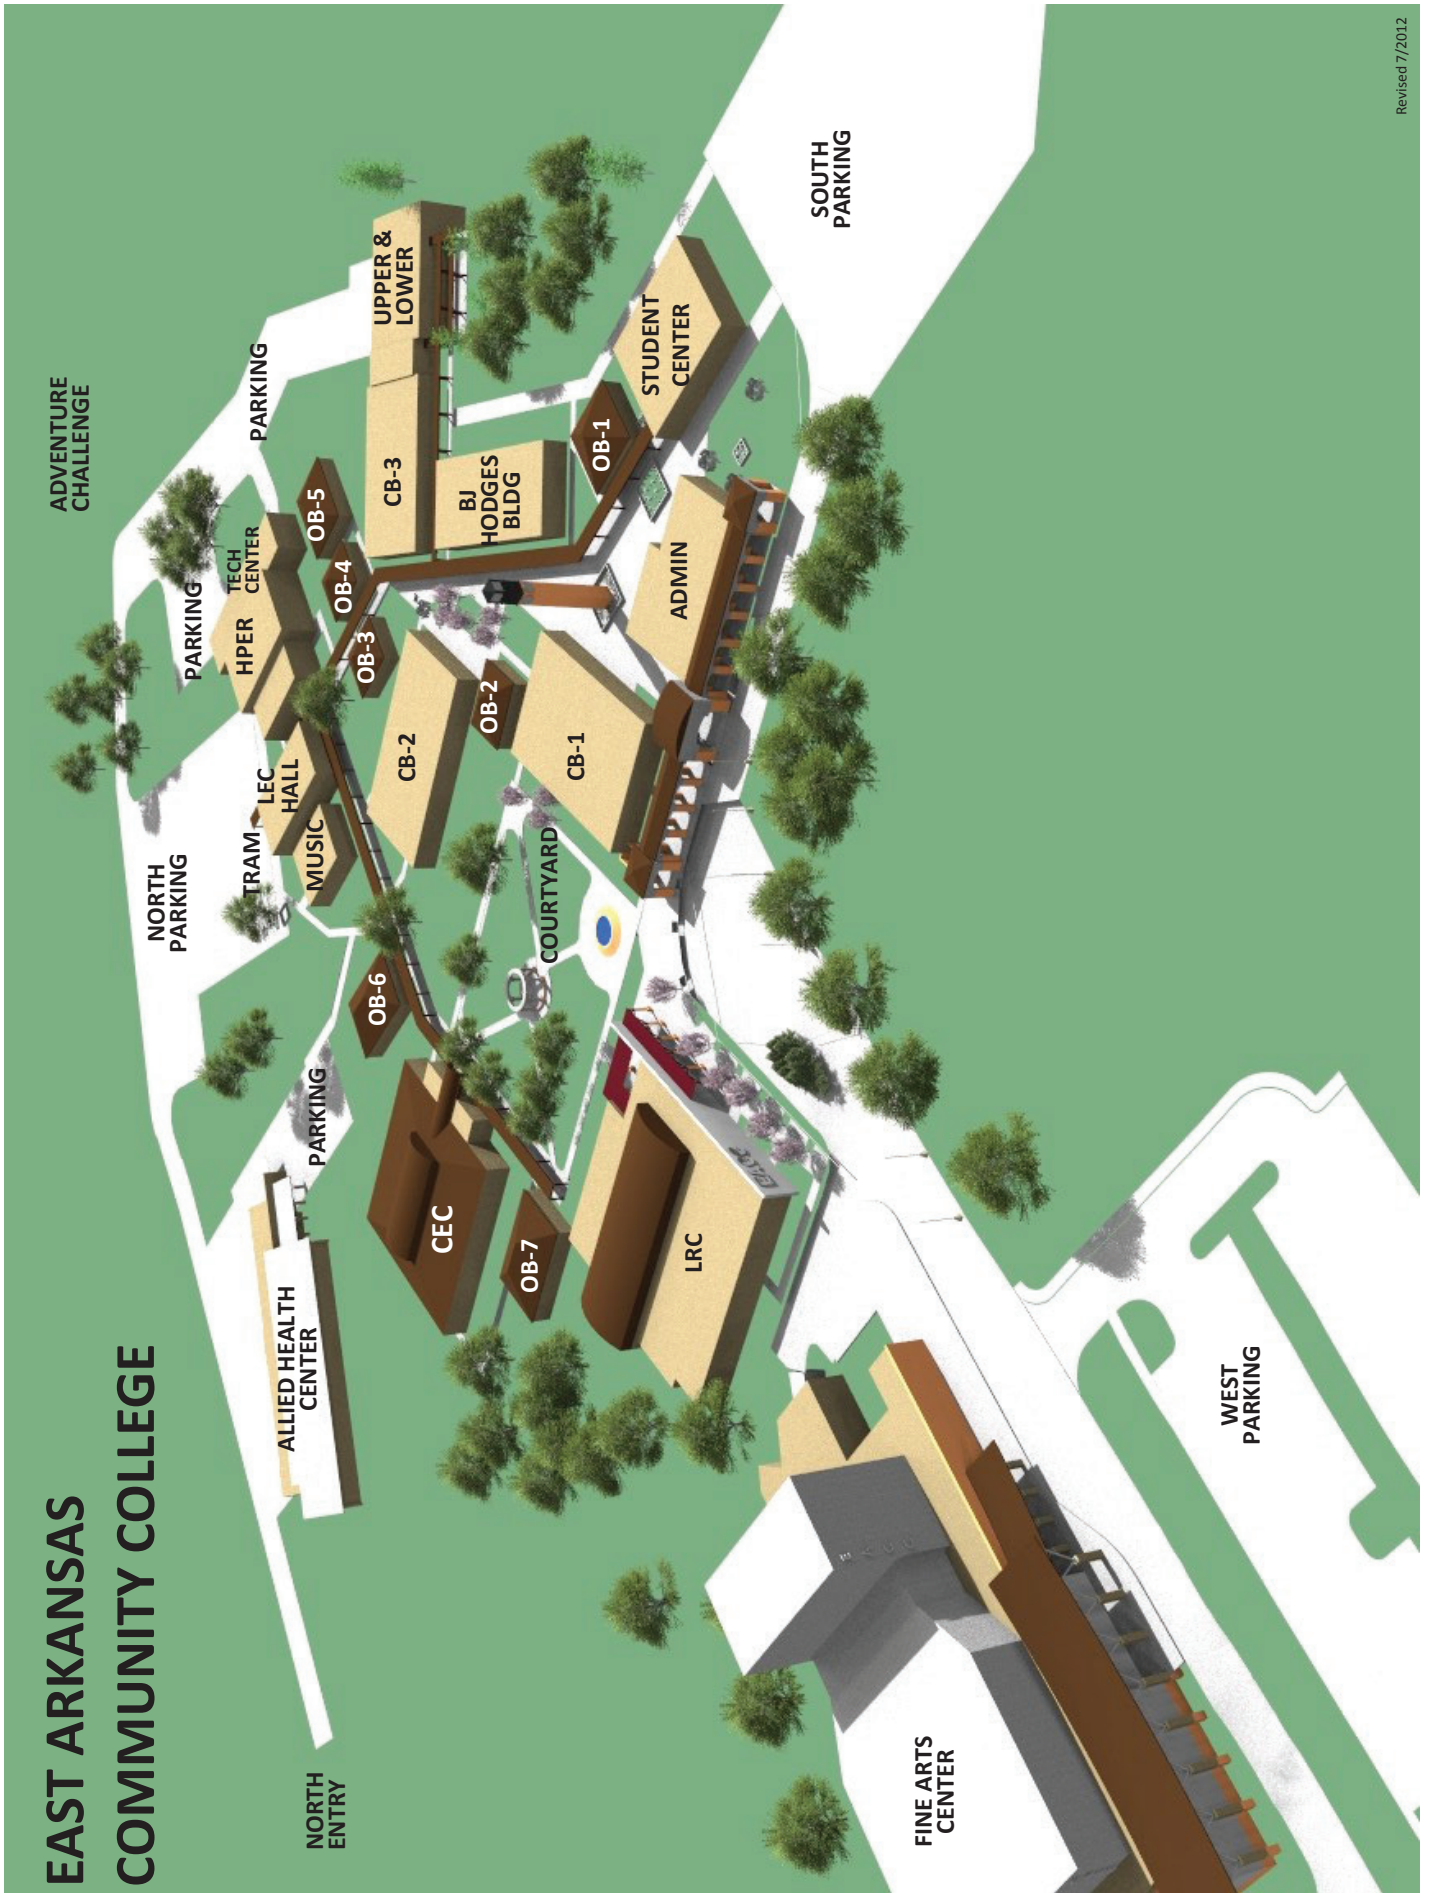 EAST ARKANSAS
COMMUNITY COLLEGE
ADVENTURE
CHALLENGE
NORTH
ENTRY
ALLIED HEALTH
CENTER
PARKING
NORTH
PARKING
TRAM
MUSIC
LEC
HALL
HPER
PARKING
TECH
CENTER
PARKING
OB-6
OB-3
OB-4
OB-5
CEC
OB-7
CB-2
OB-2
CB-3
UPPER &
LOWER
BJ
HODGES
BLDG
COURTYARD
CB-1
OB-1
STUDENT
CENTER
LRC
EACC
ADMIN
SOUTH
PARKING
EACC
FINE ARTS
CENTER
WEST
PARKING
Revised 7/2012